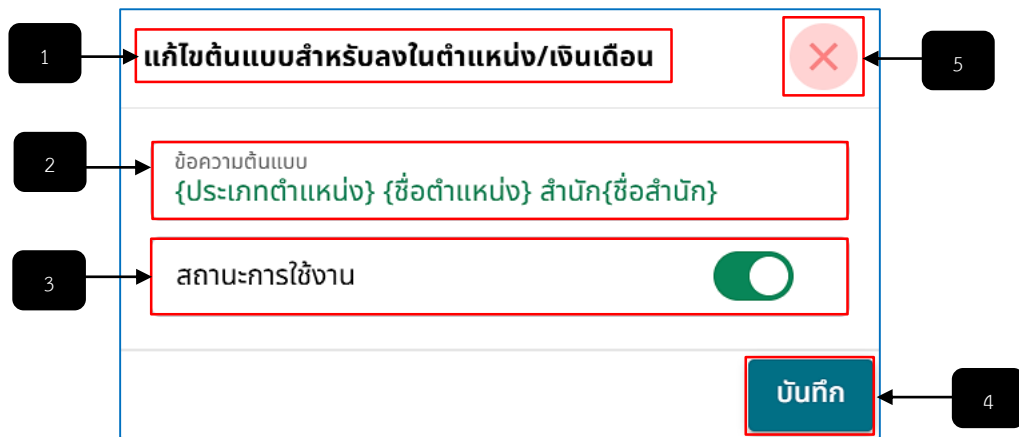 1
แก้ไขต้นแบบสำหรับลงในตำแหน่ง/เงินเดือน
5
2
ข้อความต้นแบบ
{ประเภทตำแหน่ง} {ชื่อตำแหน่ง} สำนัก{ชื่อสำนัก}
3
สถานะการใช้งาน
บันทึก
4